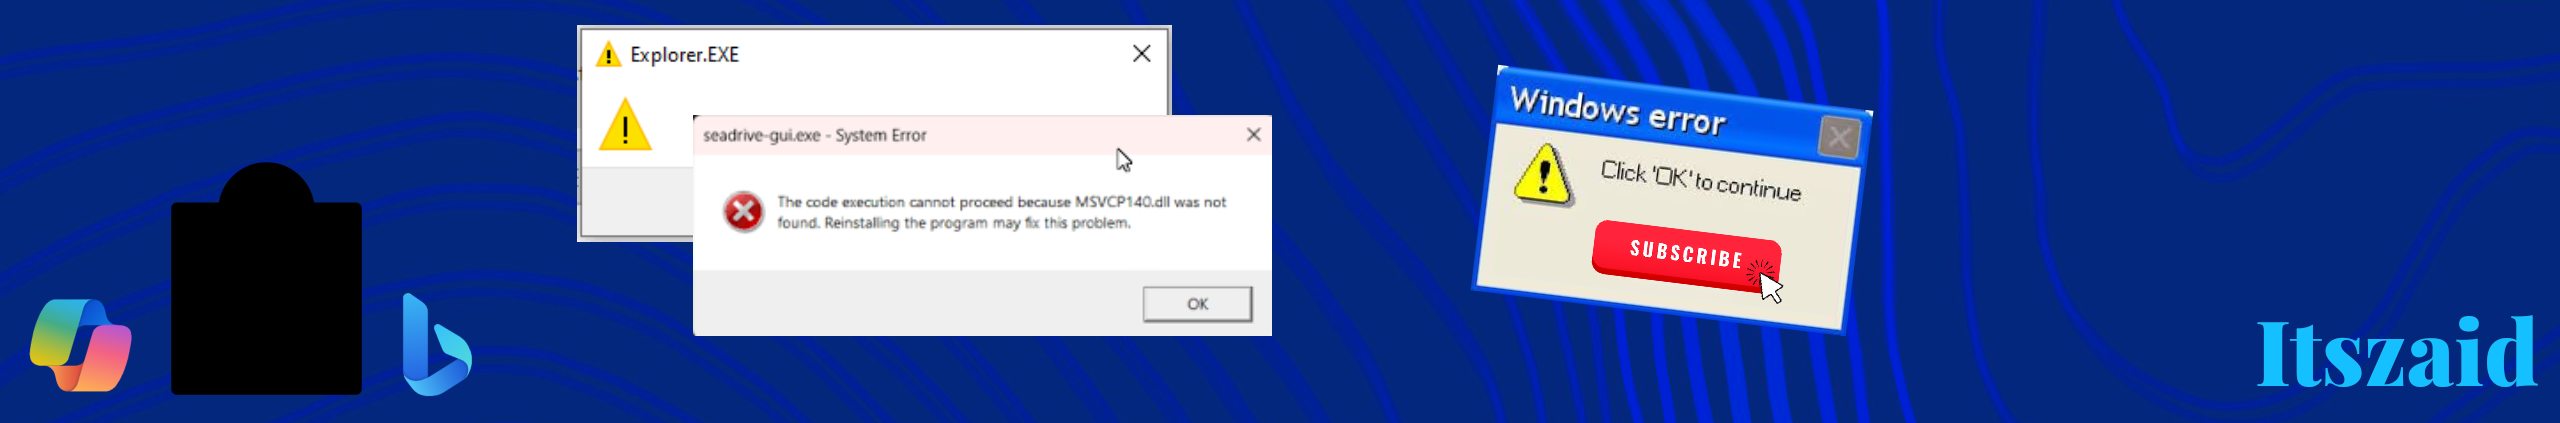 Explorer.EXE
seadrive-gui.exe - System Error
The code execution cannot proceed because MSVCP140.dll was not
found. Reinstalling the program may fix this problem.
OK
Windows error
Click 'OK' to continue
SUBSCRIBE
Itszaid